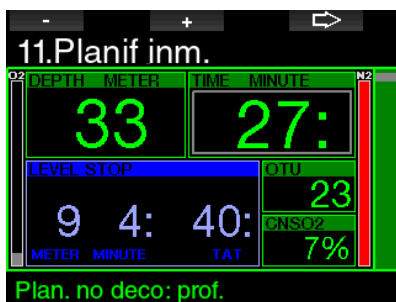 - +
11.Planif inm.
O2 DEPTH METER TIME MINUTE N2
33 27:
LEVEL STOP OTU
23
9 4: 40: CNSO2
METER MINUTE TAT 7%
Plan. no deco: prof.